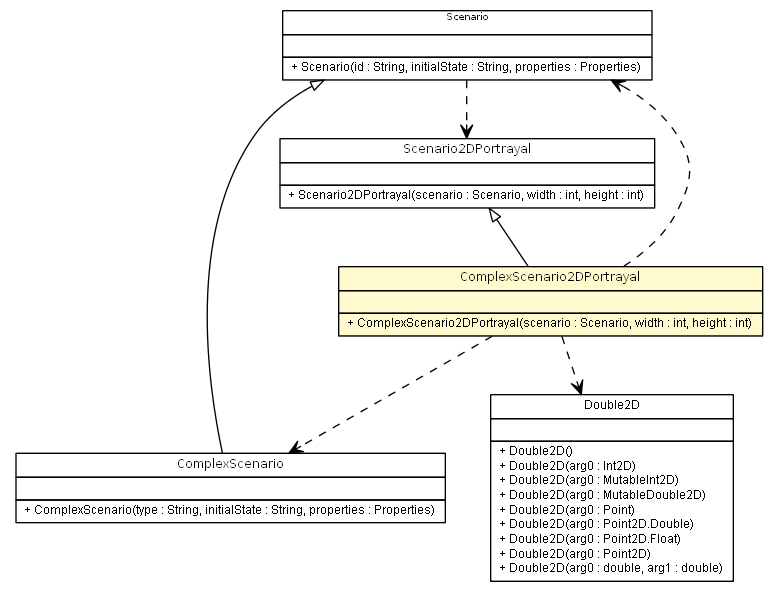 Scenario
+ Scenario(id : String, initialState : String, properties : Properties)
Scenario2DPortrayal
+ Scenario2DPortrayal(scenario : Scenario, width : int, height : int)
ComplexScenario2DPortrayal
+ ComplexScenario2DPortrayal(scenario : Scenario, width : int, height : int)
Double2D
+ Double2D()
+ Double2D(arg0 : Int2D)
+ Double2D(arg0 : MutableInt2D)
+ Double2D(arg0 : MutableDouble2D)
+ Double2D(arg0 : Point)
+ Double2D(arg0 : Point2D.Double)
+ Double2D(arg0 : Point2D.Float)
+ Double2D(arg0 : Point2D)
+ Double2D(arg0 : double, arg1 : double)
ComplexScenario
+ ComplexScenario(type : String, initialState : String, properties : Properties)